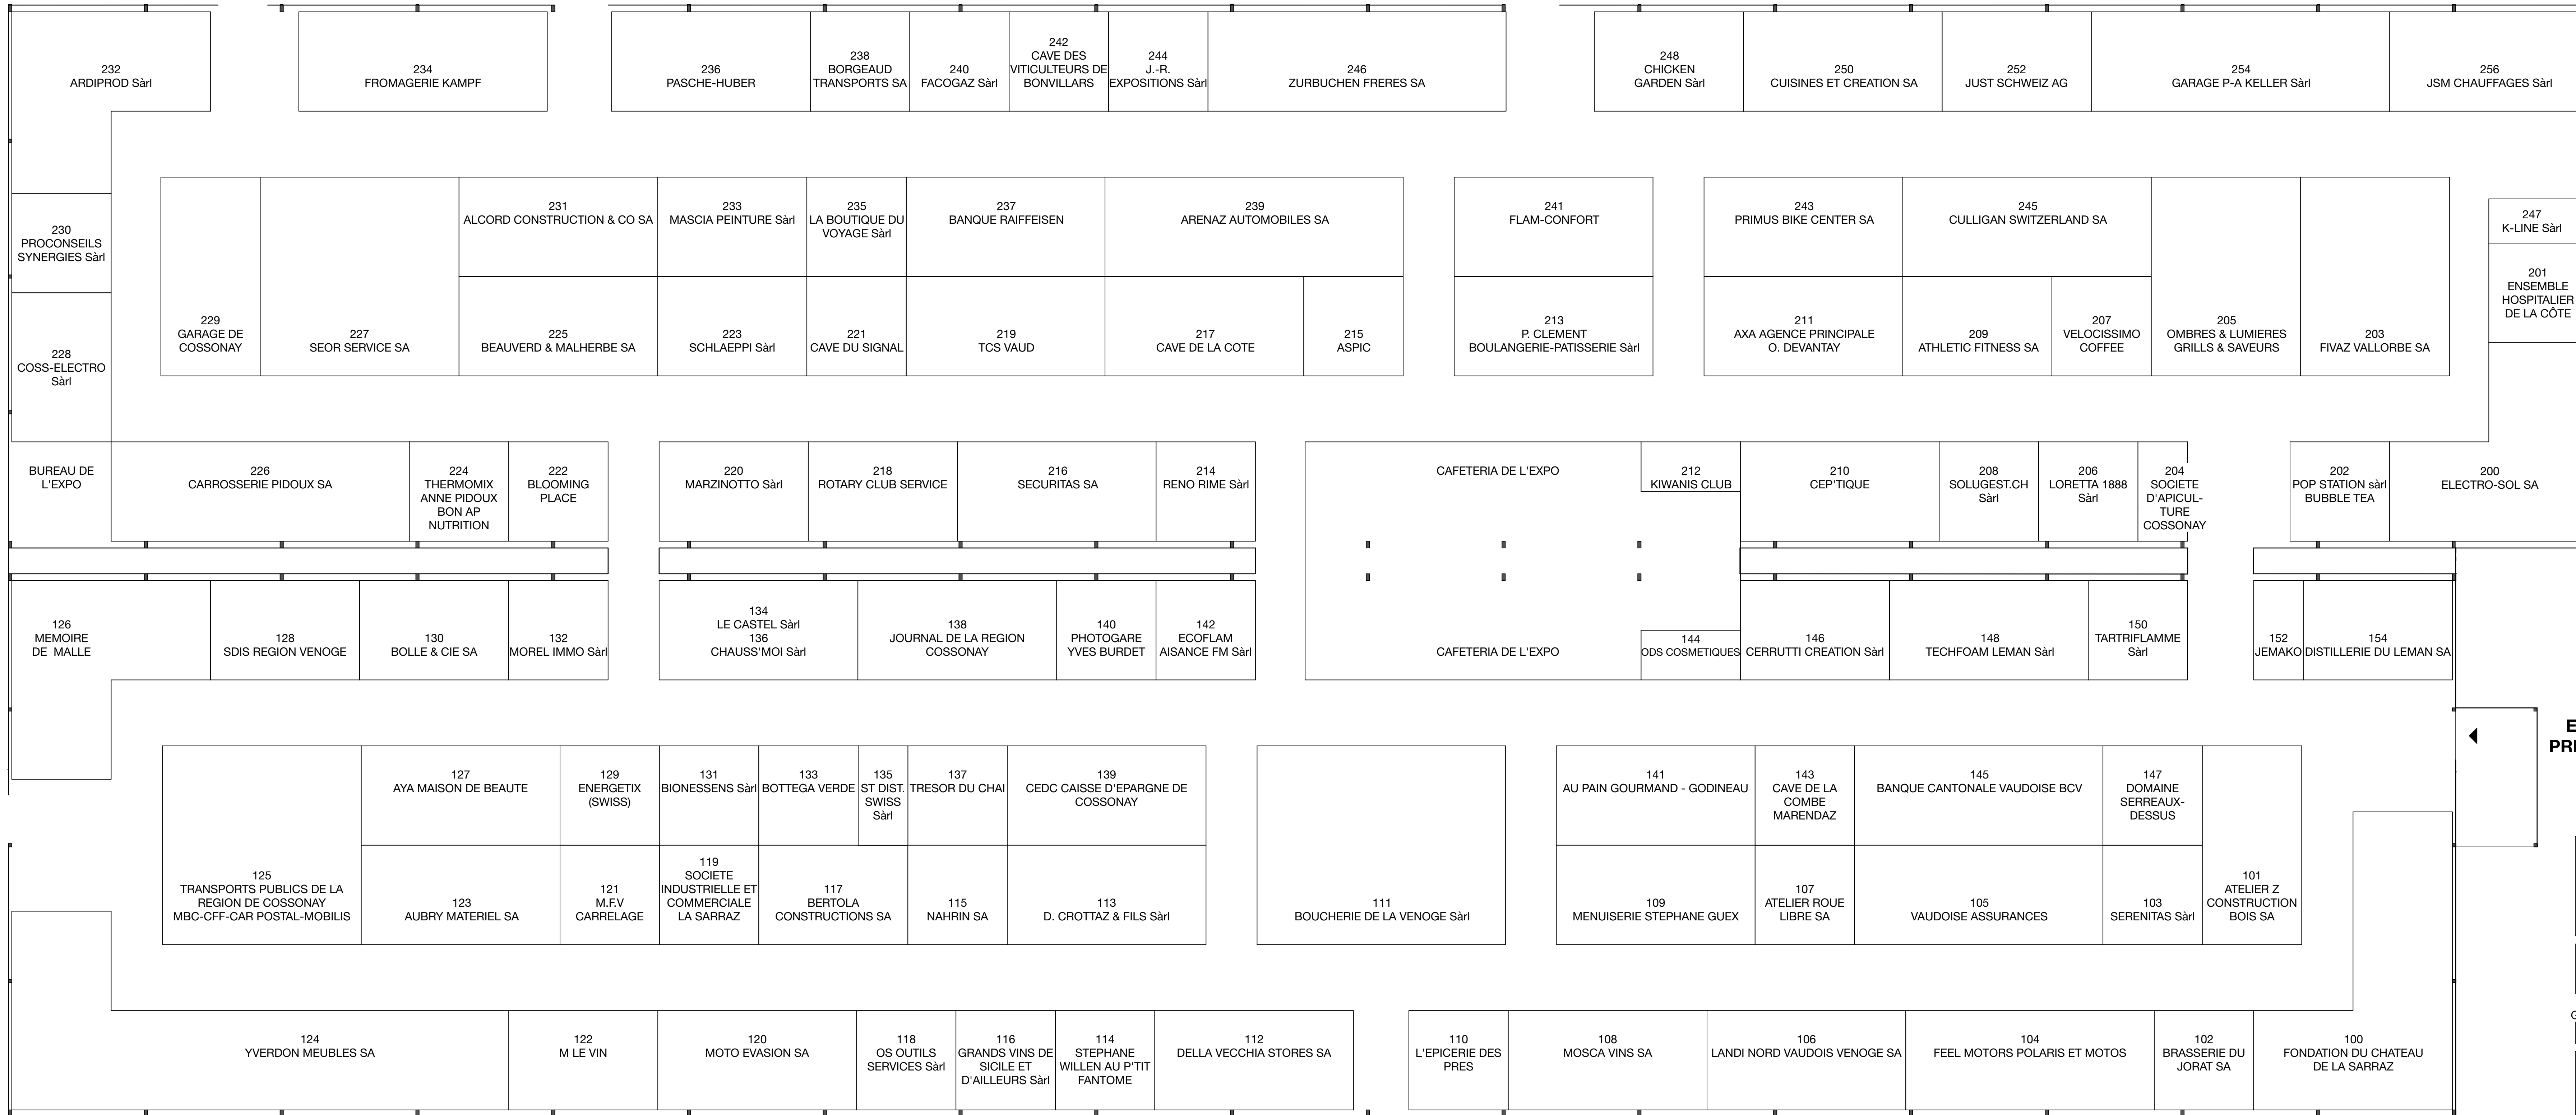 232
ARDIPROD Sàrl
234
FROMAGERIE KAMPF
236
PASCHE-HUBER
238
BORGEAUD
TRANSPORTS SA
240
FACOGAZ Sàrl
242
CAVE DES
VITICULTEURS DE
BONVILLARS
244
J.-R.
EXPOSITIONS Sàrl
246
ZURBUCHEN FRERES SA
248
CHICKEN
GARDEN Sàrl
250
CUISINES ET CREATION SA
252
JUST SCHWEIZ AG
254
GARAGE P-A KELLER Sàrl
256
JSM CHAUFFAGES Sàrl
230
PROCONSEILS
SYNERGIES Sàrl
228
COSS-ELECTRO
Sàrl
229
GARAGE DE
COSSONAY
227
SEOR SERVICE SA
231
ALCORD CONSTRUCTION & CO SA
233
MASCIA PEINTURE Sàrl
235
LA BOUTIQUE DU
VOYAGE Sàrl
237
BANQUE RAIFFEISEN
239
ARENAZ AUTOMOBILES SA
241
FLAM-CONFORT
243
PRIMUS BIKE CENTER SA
245
CULLIGAN SWITZERLAND SA
247
K-LINE Sàrl
201
ENSEMBLE
HOSPITALIER
DE LA CÔTE
225
BEAUVERD & MALHERBE SA
223
SCHLAEPPI Sàrl
221
CAVE DU SIGNAL
219
TCS VAUD
217
CAVE DE LA COTE
215
ASPIC
213
P. CLEMENT
BOULANGERIE-PATISSERIE Sàrl
211
AXA AGENCE PRINCIPALE
O. DEVANTAY
209
ATHLETIC FITNESS SA
207
VELOCISSIMO
COFFEE
205
OMBRES & LUMIERES
GRILLS & SAVEURS
203
FIVAZ VALLORBE SA
BUREAU DE
L'EXPO
226
CARROSSERIE PIDOUX SA
224
THERMOMIX
ANNE PIDOUX
BON AP
NUTRITION
222
BLOOMING
PLACE
220
MARZINOTTO Sàrl
218
ROTARY CLUB SERVICE
216
SECURITAS SA
214
RENO RIME Sàrl
CAFETERIA DE L'EXPO
212
KIWANIS CLUB
210
CEP'TIQUE
208
SOLUGEST.CH
Sàrl
206
LORETTA 1888
Sàrl
204
SOCIETE
D'APICUL-
TURE
COSSONAY
202
POP STATION sàrl
BUBBLE TEA
200
ELECTRO-SOL SA
126
MEMOIRE
DE MALLE
128
SDIS REGION VENOGE
130
BOLLE & CIE SA
132
MOREL IMMO Sàrl
134
LE CASTEL Sàrl
136
CHAUSS'MOI Sàrl
138
JOURNAL DE LA REGION
COSSONAY
140
PHOTOGARE
YVES BURDET
142
ECOFLAM
AISANCE FM Sàrl
CAFETERIA DE L'EXPO
144
ODS COSMETIQUES
146
CERRUTTI CREATION Sàrl
148
TECHFOAM LEMAN Sàrl
150
TARTRIFLAMME
Sàrl
152
JEMAKO
154
DISTILLERIE DU LEMAN SA
125
TRANSPORTS PUBLICS DE LA
REGION DE COSSONAY
MBC-CFF-CAR POSTAL-MOBILIS
127
AYA MAISON DE BEAUTE
129
ENERGETIX
(SWISS)
131
BIONESSENS Sàrl
133
BOTTEGA VERDE
135
ST DIST.
SWISS
Sàrl
137
TRESOR DU CHAI
139
CEDC CAISSE D'EPARGNE DE
COSSONAY
141
AU PAIN GOURMAND - GODINEAU
143
CAVE DE LA
COMBE
MARENDAZ
145
BANQUE CANTONALE VAUDOISE BCV
147
DOMAINE
SERREAUX-
DESSUS
123
AUBRY MATERIEL SA
121
M.F.V
CARRELAGE
119
SOCIETE
INDUSTRIELLE ET
COMMERCIALE
LA SARRAZ
117
BERTOLA
CONSTRUCTIONS SA
115
NAHRIN SA
113
D. CROTTAZ & FILS Sàrl
111
BOUCHERIE DE LA VENOGE Sàrl
109
MENUISERIE STEPHANE GUEX
107
ATELIER ROUE
LIBRE SA
105
VAUDOISE ASSURANCES
103
SERENITAS Sàrl
101
ATELIER Z
CONSTRUCTION
BOIS SA
124
YVERDON MEUBLES SA
122
M LE VIN
120
MOTO EVASION SA
118
OS OUTILS
SERVICES Sàrl
116
GRANDS VINS DE
SICILE ET
D'AILLEURS Sàrl
114
STEPHANE
WILLEN AU P'TIT
FANTOME
112
DELLA VECCHIA STORES SA
110
L'EPICERIE DES
PRES
108
MOSCA VINS SA
106
LANDI NORD VAUDOIS VENOGE SA
104
FEEL MOTORS POLARIS ET MOTOS
102
BRASSERIE DU
JORAT SA
100
FONDATION DU CHATEAU
DE LA SARRAZ